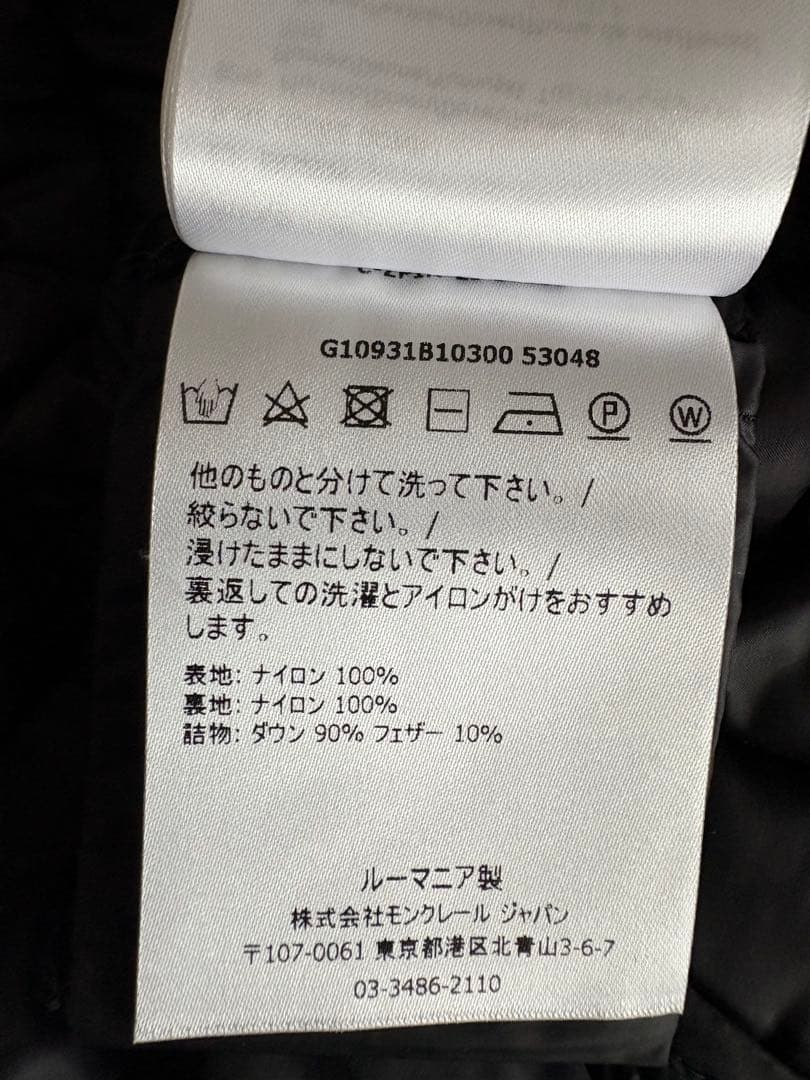 G10931B10300 53048
P
W
他のものと分けて洗って下さい。/
絞らないで下さい。/
浸けたままにしないで下さい。/
裏返しての洗濯とアイロンがけをおすすめ
します。
表地: ナイロン 100%
裏地: ナイロン 100%
詰物: ダウン 90% フェザー 10%
ルーマニア製
株式会社モンクレール ジャパン
〒107-0061 東京都港区北青山3-6-7
03-3486-2110